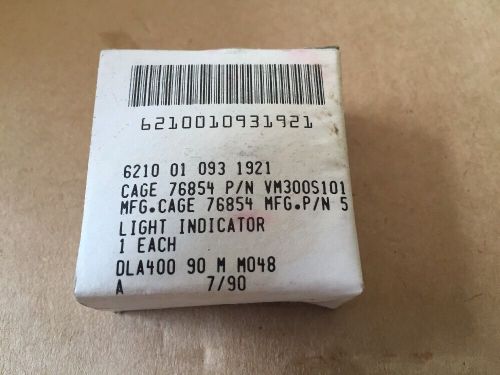 6210010931921
6210 01 093 1921
CAGE 76854 P/N VM300S101
MFG.CAGE 76854 MFG.P/N 5
LIGHT INDICATOR
1 EACH
DLA400 90 M M048
A 7/90